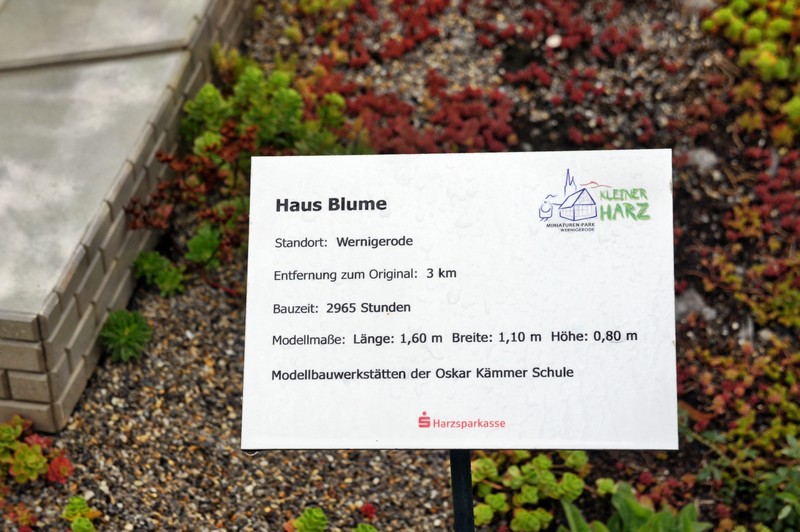 Haus Blume
KLEINER
HARZ
MINIATUREN-PARK
WERNIGERODE
Standort: Wernigerode
Entfernung zum Original: 3 km
Bauzeit: 2965 Stunden
Modellmaße: Länge: 1,60 m Breite: 1,10 m Höhe: 0,80 m
Modellbauwerkstätten der Oskar Kämmer Schule
Harzsparkasse